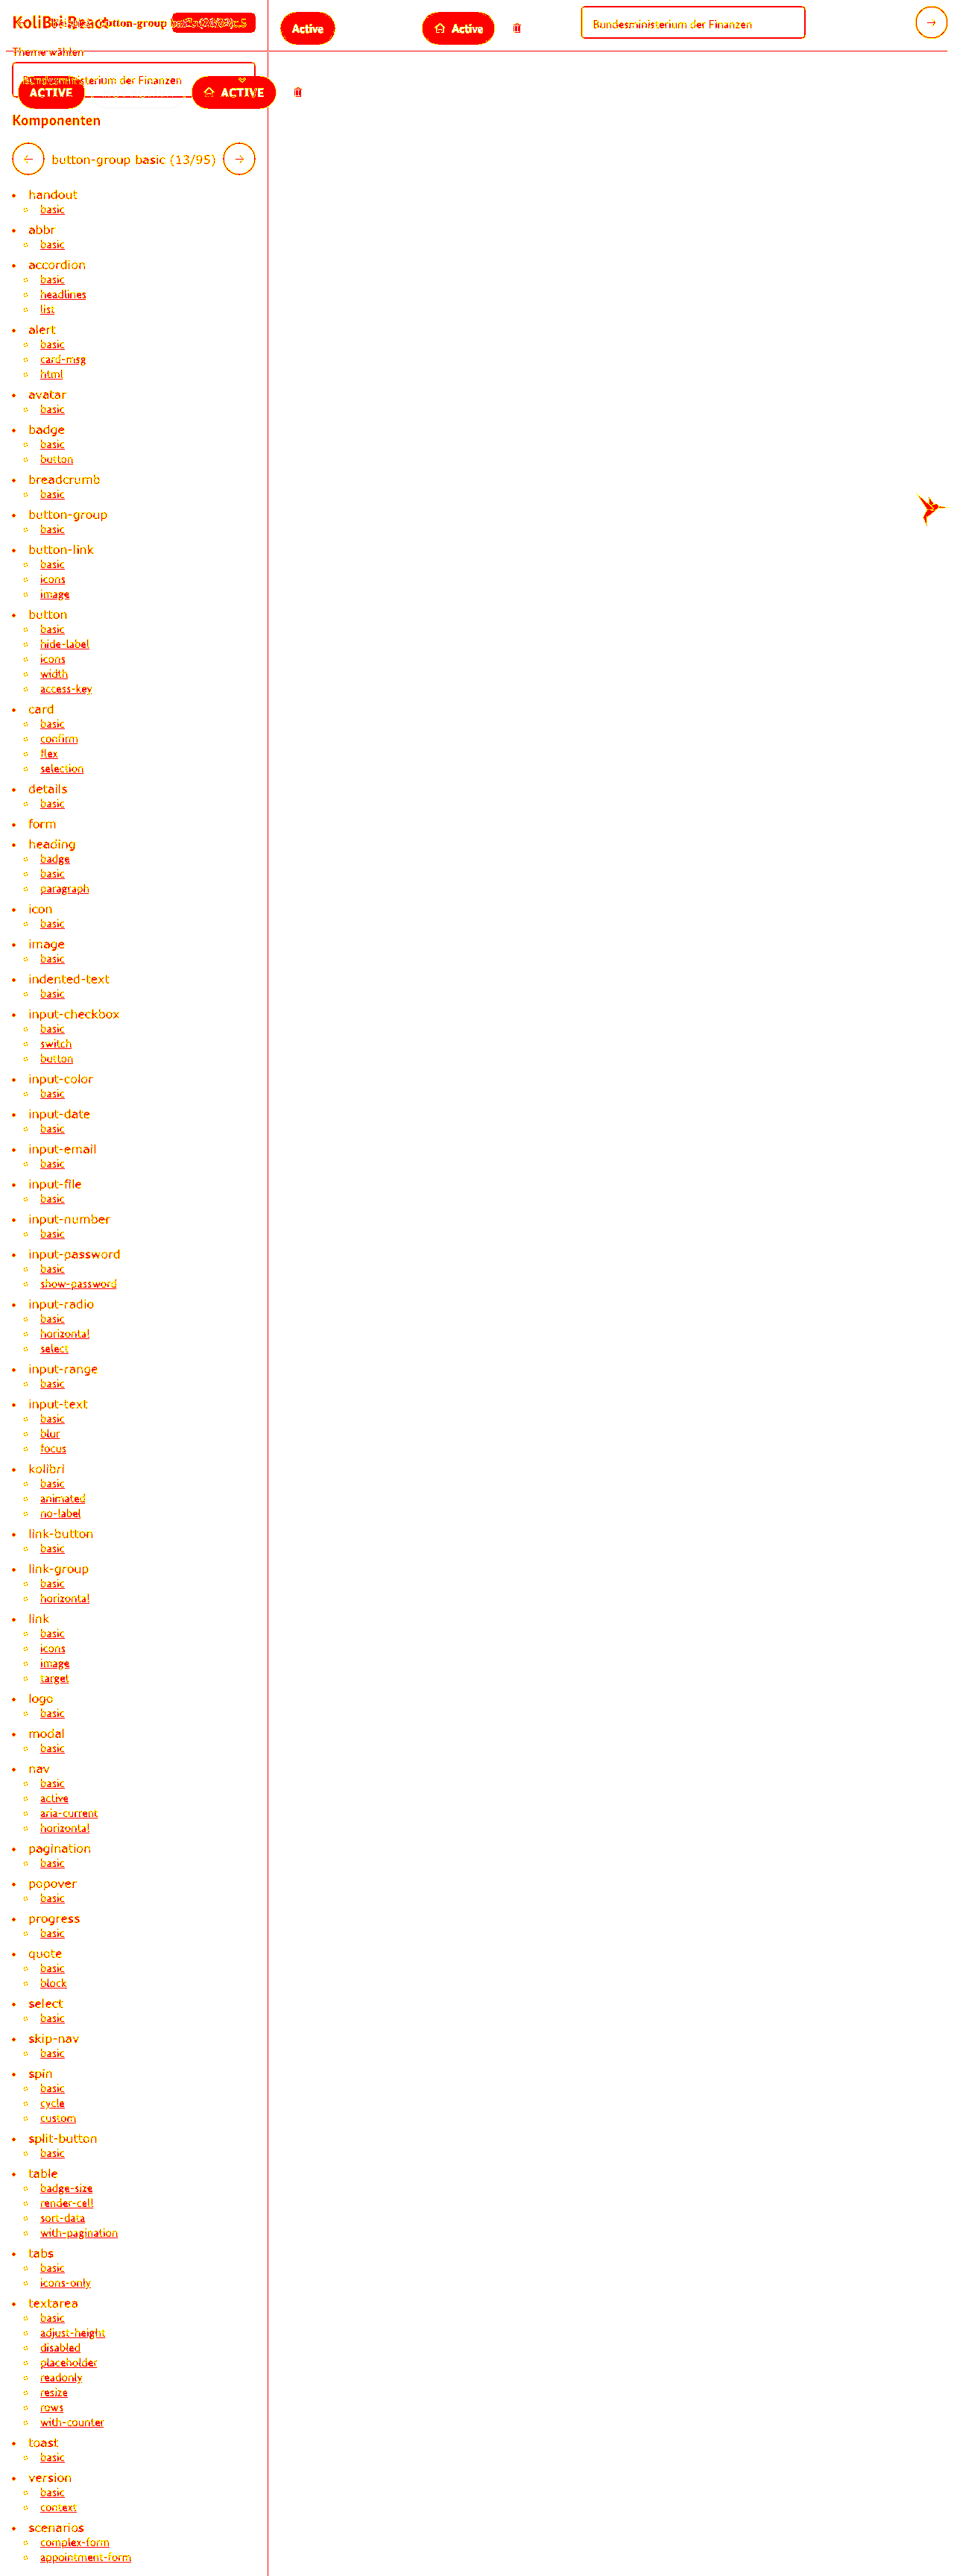 KoliBri React
button-group
Active
Active
Bundesministerium der Finanzen
Theme wählen
Bundesministerium der Finanzen
ACTIVE
ACTIVE
Komponenten
button-group basic (13/95)
handout
basic
abbr
basic
accordion
basic
headlines
list
alert
basic
card-msg
html
avatar
basic
badge
basic
button
breadcrumb
basic
button-group
basic
button-link
basic
icons
image
button
basic
hide-label
icons
width
access-key
card
basic
confirm
flex
selection
details
basic
form
heading
badge
basic
paragraph
icon
basic
image
basic
indented-text
basic
input-checkbox
basic
switch
button
input-color
basic
input-date
basic
input-email
basic
input-file
basic
input-number
basic
input-password
basic
show-password
input-radio
basic
horizontal
select
input-range
basic
input-text
basic
blur
focus
kolibri
basic
animated
no-label
link-button
basic
link-group
basic
horizontal
link
basic
icons
image
target
logo
basic
modal
basic
nav
basic
active
aria-current
horizontal
pagination
basic
popover
basic
progress
basic
quote
basic
block
select
basic
skip-nav
basic
spin
basic
cycle
custom
split-button
basic
table
badge-size
render-cell
sort-data
with-pagination
tabs
basic
icons-only
textarea
basic
adjust-height
disabled
placeholder
readonly
resize
rows
with-counter
toast
basic
version
basic
context
scenarios
complex-form
appointment-form